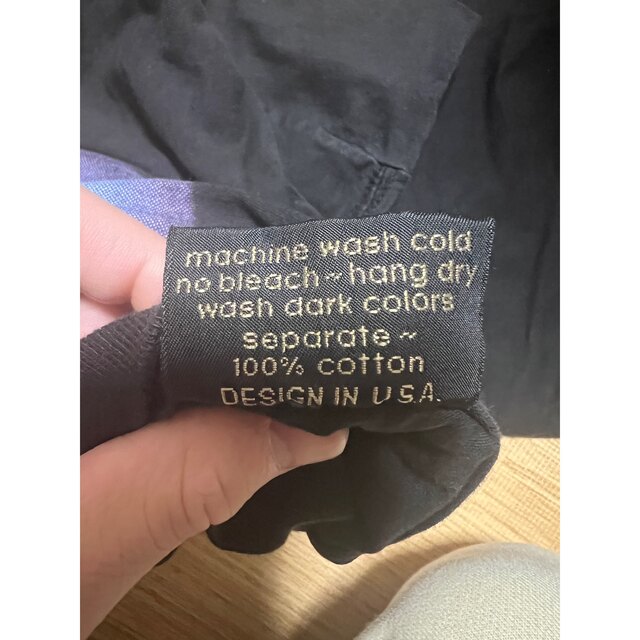 machine wash cold
no bleach~hang dry
wash dark colors
separate~
100% cotton
DESIGN IN U.S.A.